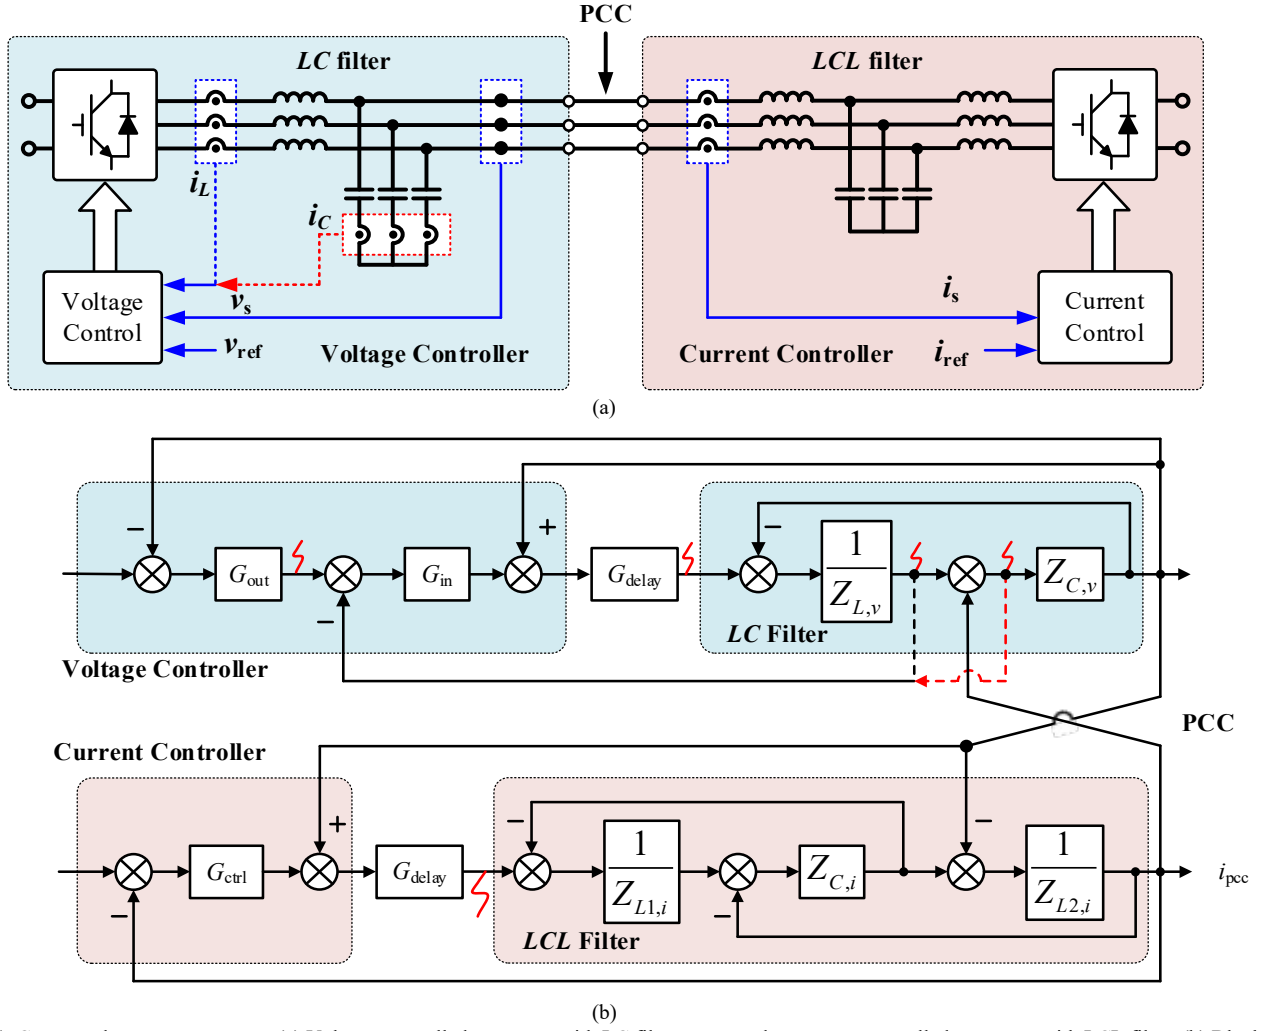 PCC
LC filter
LCL filter
i_L
i_C
v_s
v_ref
Voltage
Control
Voltage Controller
i_s
i_ref
Current
Control
Current Controller
(a)
−
+
−
G_out
−
G_in
G_delay
1
Z_L,v
Z_C,v
LC Filter
Voltage Controller
PCC
Current Controller
+
−
−
G_ctrl
G_delay
1
Z_L1,i
Z_C,i
1
Z_L2,i
i_pcc
−
−
LCL Filter
(b)